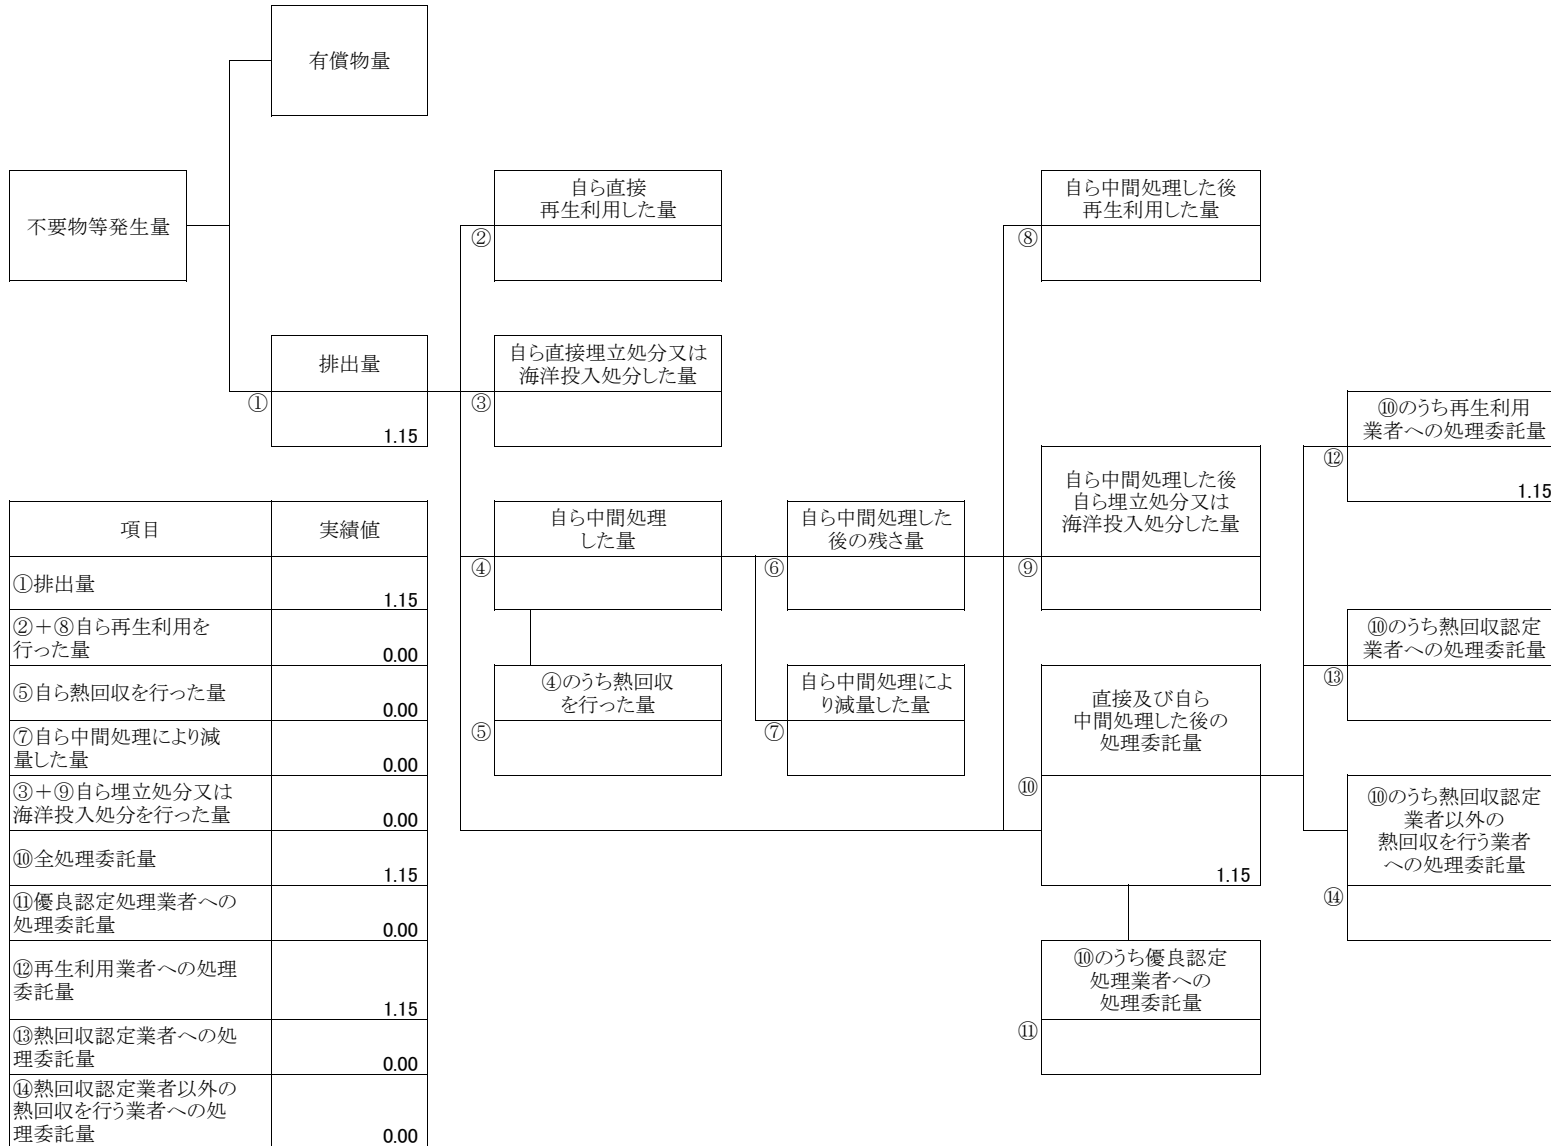 有償物量
不要物等発生量
排出量
①
1.15
自ら直接
再生利用した量
②
自ら直接埋立処分又は
海洋投入処分した量
③
自ら中間処理
した量
④
④のうち熱回収
を行った量
⑤
自ら中間処理した
後の残さ量
⑥
自ら中間処理によ
り減量した量
⑦
自ら中間処理した後
再生利用した量
⑧
自ら中間処理した後
自ら埋立処分又は
海洋投入処分した量
⑨
直接及び自ら
中間処理した後の
処理委託量
⑩
1.15
⑩のうち優良認定
処理業者への
処理委託量
⑪
⑩のうち再生利用
業者への処理委託量
⑫
1.15
⑩のうち熱回収認定
業者への処理委託量
⑬
⑩のうち熱回収認定
業者以外の
熱回収を行う業者
への処理委託量
⑭
項目 実績値
①排出量 1.15
②＋⑧自ら再生利用を
行った量 0.00
⑤自ら熱回収を行った量 0.00
⑦自ら中間処理により減
量した量 0.00
③＋⑨自ら埋立処分又は
海洋投入処分を行った量 0.00
⑩全処理委託量 1.15
⑪優良認定処理業者への
処理委託量 0.00
⑫再生利用業者への処理
委託量 1.15
⑬熱回収認定業者への処
理委託量 0.00
⑭熱回収認定業者以外の
熱回収を行う業者への処
理委託量 0.00